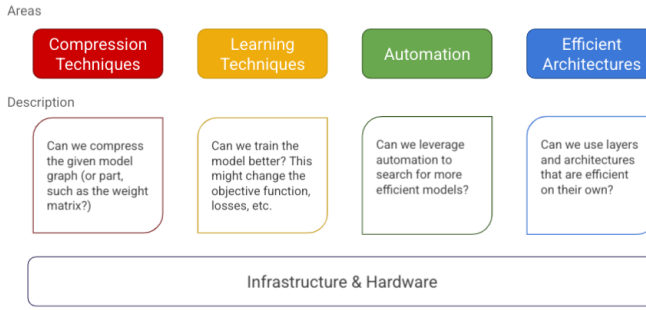 Areas
Compression
Techniques
Learning
Techniques
Automation
Efficient
Architectures
Description
Can we compress
the given model
graph (or part,
such as the weight
matrix?)
Can we train the
model better? This
might change the
objective function,
losses, etc.
Can we leverage
automation to
search for more
efficient models?
Can we use layers
and architectures
that are efficient
on their own?
Infrastructure & Hardware